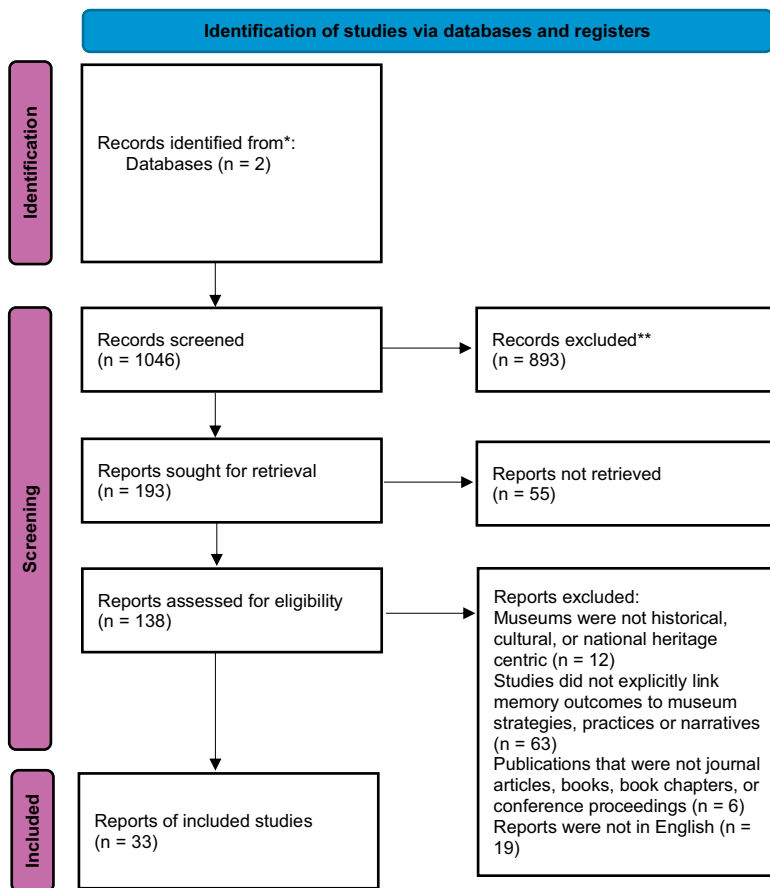 Identification of studies via databases and registers
Identification
Records identified from*:
Databases (n = 2)
Screening
Records screened
(n = 1046)
Records excluded**
(n = 893)
Reports sought for retrieval
(n = 193)
Reports not retrieved
(n = 55)
Reports assessed for eligibility
(n = 138)
Reports excluded:
Museums were not historical,
cultural, or national heritage
centric (n = 12)
Studies did not explicitly link
memory outcomes to museum
strategies, practices or narratives
(n = 63)
Publications that were not journal
articles, books, book chapters, or
conference proceedings (n = 6)
Reports were not in English (n =
19)
Included
Reports of included studies
(n = 33)